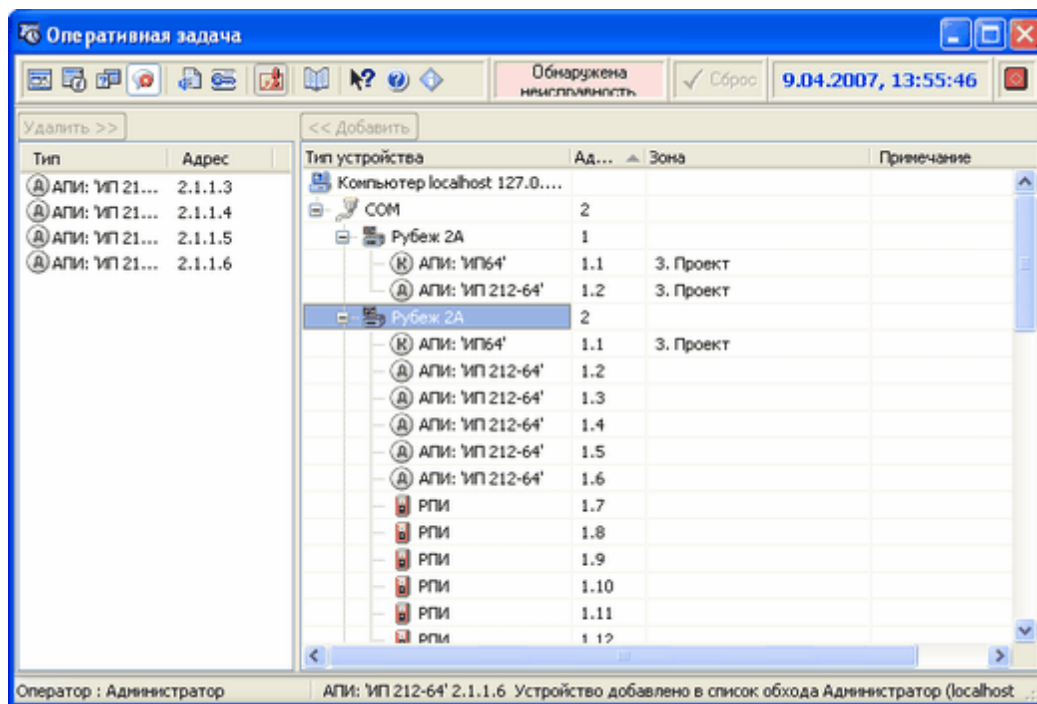 Оперативная задача
Обнаружена
неисправность
Сброс
9.04.2007, 13:55:46
Удалить >>
<< Добавить
Тип Адрес
АПИ: 'ИП 21... 2.1.1.3
АПИ: 'ИП 21... 2.1.1.4
АПИ: 'ИП 21... 2.1.1.5
АПИ: 'ИП 21... 2.1.1.6
Тип устройства Ад... Зона Примечание
Компьютер localhost 127.0....
COM 2
Рубеж 2А 1
К АПИ: 'ИП64' 1.1 3. Проект
Д АПИ: 'ИП 212-64' 1.2 3. Проект
Рубеж 2А 2
К АПИ: 'ИП64' 1.1 3. Проект
Д АПИ: 'ИП 212-64' 1.2
Д АПИ: 'ИП 212-64' 1.3
Д АПИ: 'ИП 212-64' 1.4
Д АПИ: 'ИП 212-64' 1.5
Д АПИ: 'ИП 212-64' 1.6
РПИ 1.7
РПИ 1.8
РПИ 1.9
РПИ 1.10
РПИ 1.11
РПИ 1.12
Оператор : Администратор
АПИ: 'ИП 212-64' 2.1.1.6 Устройство добавлено в список обхода Администратор (localhost